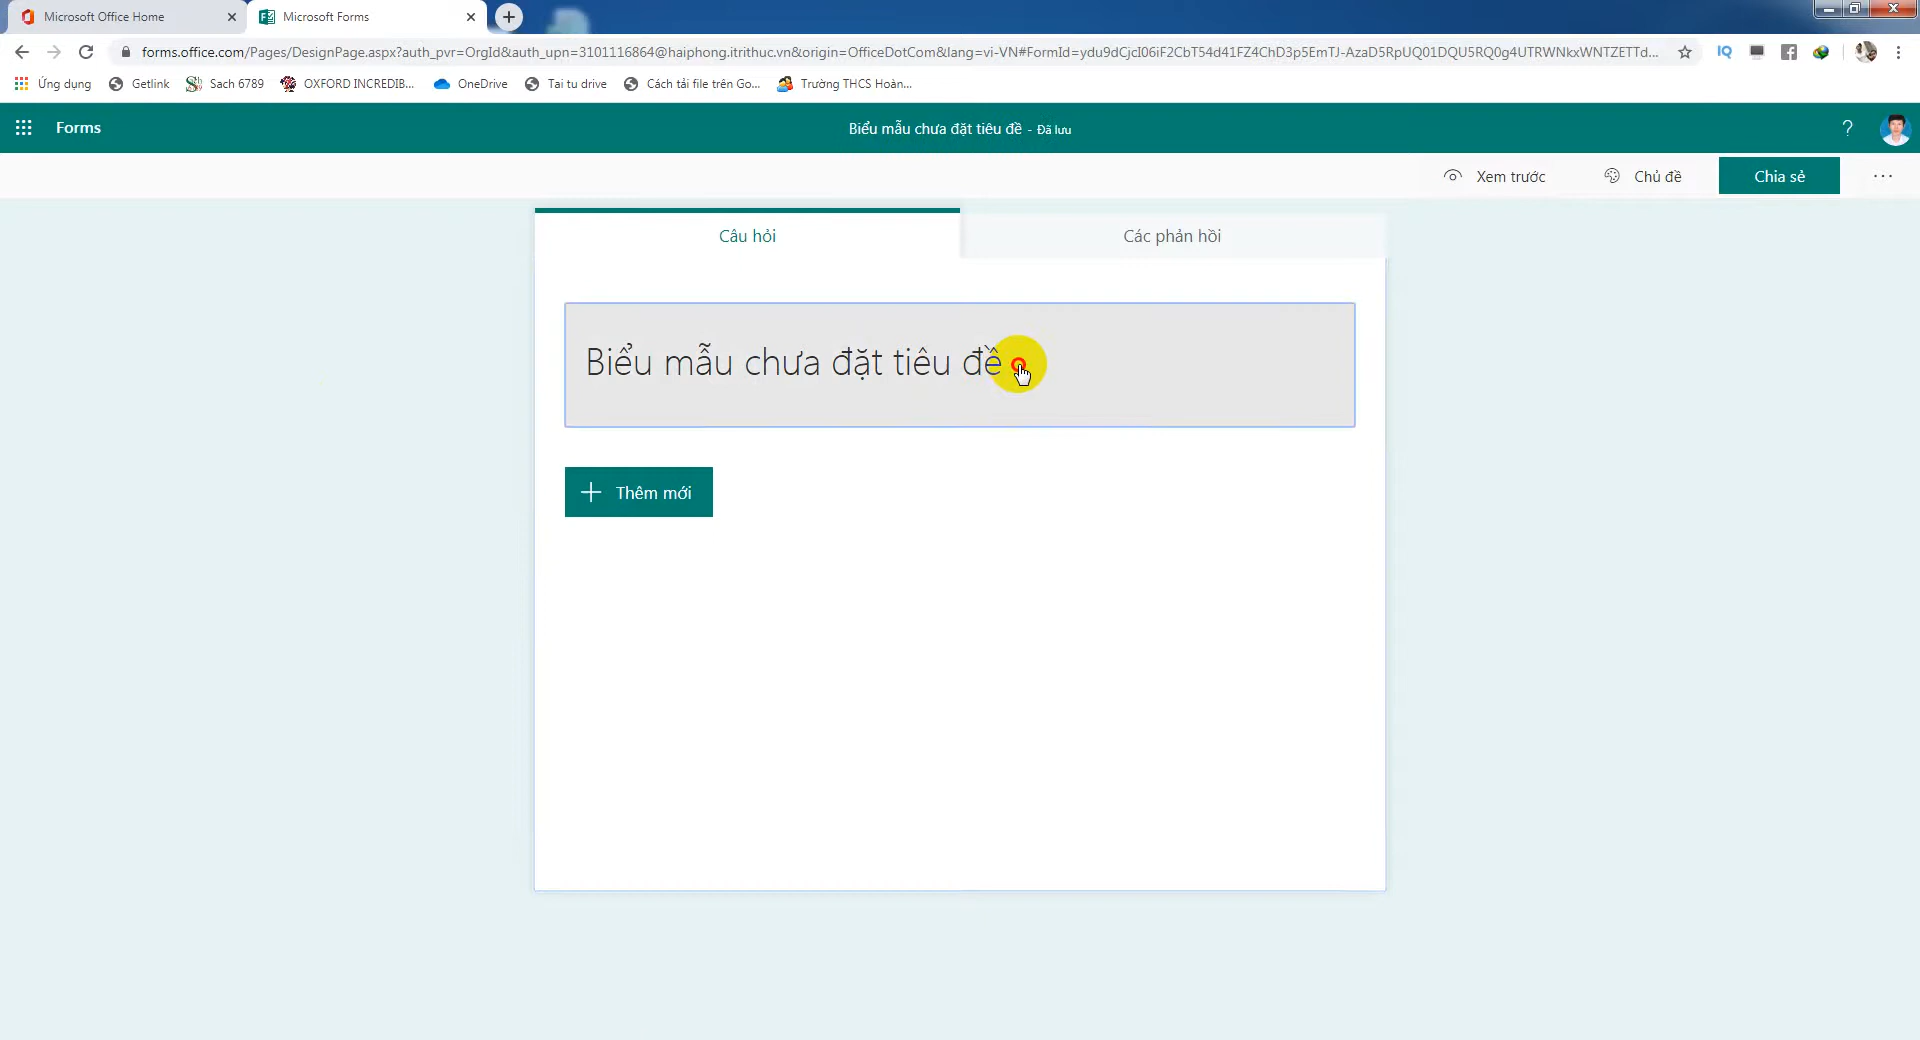 Microsoft Office Home
Microsoft Forms
forms.office.com/Pages/DesignPage.aspx?auth_pvr=OrgId&auth_upn=3101116864@haiphong.itrithuc.vn&origin=OfficeDotCom&lang=vi-VN#FormId=ydu9dCjcI06iF2CbT54d41FZ4ChD3p5EmTJ-AzaD5RpUQ01DQU5RQ0g4UTRWNkxWNTZETTd...
Ứng dụng
Getlink
Sach 6789
OXFORD INCREDIB...
OneDrive
Tai tu drive
Cách tải file trên Go...
Trường THCS Hoàn...
Forms
Biểu mẫu chưa đặt tiêu đề - Đã lưu
?
Xem trước
Chủ đề
Chia sẻ
...
Câu hỏi
Các phản hồi
Biểu mẫu chưa đặt tiêu đề
Thêm mới